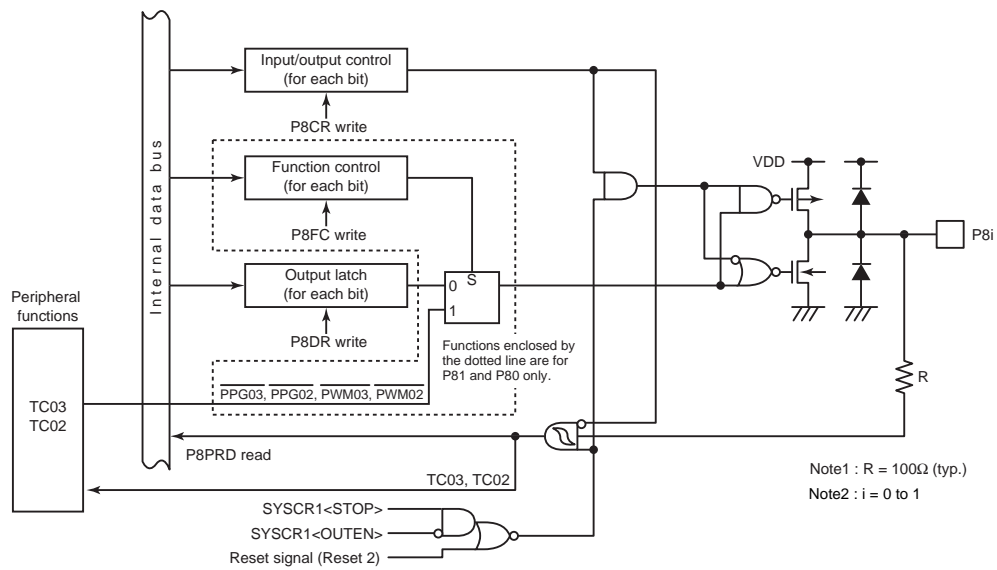 Internal data bus
Input/output control
(for each bit)
P8CR write
Function control
(for each bit)
P8FC write
Output latch
(for each bit)
P8DR write
S
0
1
Functions enclosed by
the dotted line are for
P81 and P80 only.
VDD
P8i
R
Peripheral
functions
TC03
TC02
PPG03, PPG02, PWM03, PWM02
P8PRD read
TC03, TC02
SYSCR1<STOP>
SYSCR1<OUTEN>
Reset signal (Reset 2)
Note1 : R = 100Ω (typ.)
Note2 : i = 0 to 1